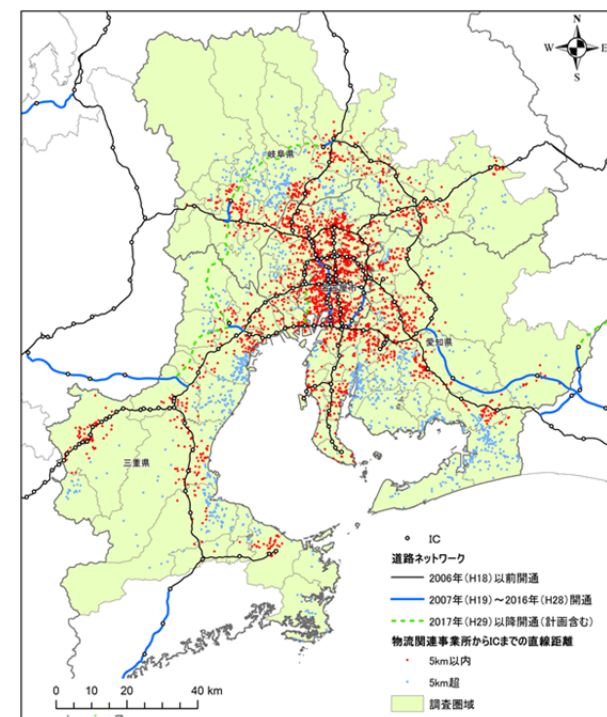 N
W E
S
岐阜県
名古屋市
愛知県
三重県
IC
道路ネットワーク
2006年(H18)以前開通
2007年(H19)～2016年(H28)開通
2017年(H29)以降開通(計画含む)
物流関連事業所からICまでの直線距離
5km以内
5km超
調査圏域
0 10 20 40 km